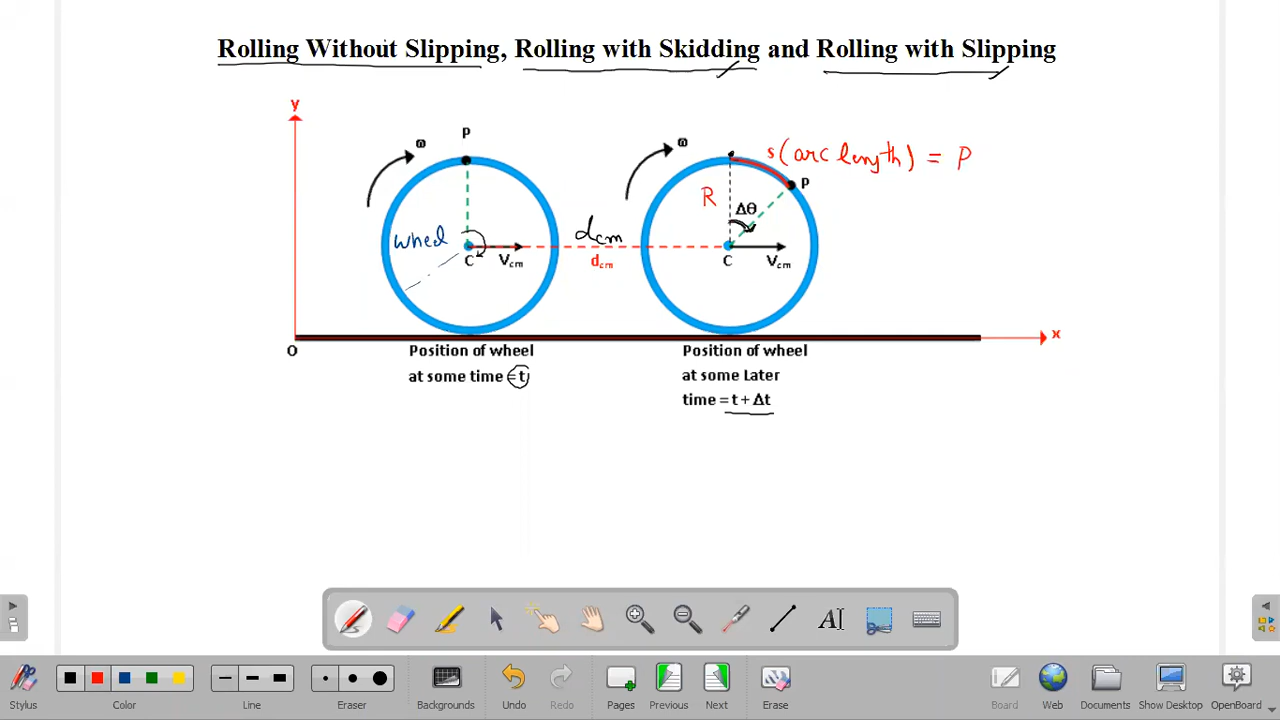 Rolling Without Slipping, Rolling with Skidding and Rolling with Slipping
y
P
ω
ω
s(arc length) = P
P
R
Δθ
wheel
dcm
C
Vcm
dcm
C
Vcm
x
O
Position of wheel
at some time =t
Position of wheel
at some Later
time = t + Δt
Stylus
Color
Line
Eraser
Backgrounds
Undo
Redo
Pages
Previous
Next
Erase
Board
Web
Documents
Show Desktop
OpenBoard